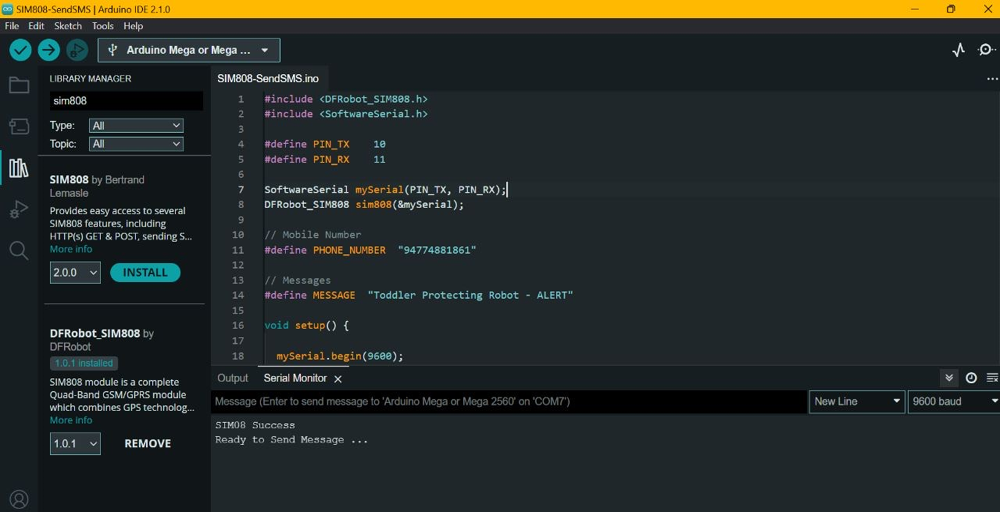 SIM808-SendSMS | Arduino IDE 2.1.0
File Edit Sketch Tools Help
Arduino Mega or Mega ...
LIBRARY MANAGER
sim808
Type: All
Topic: All
SIM808 by Bertrand
Lemasle
Provides easy access to several
SIM808 features, including
HTTP(s) GET & POST, sending S...
More info
2.0.0 INSTALL
DFRobot_SIM808 by
DFRobot
1.0.1 installed
SIM808 module is a complete
Quad-Band GSM/GPRS module
which combines GPS technolog...
More info
1.0.1 REMOVE
SIM808-SendSMS.ino
1 #include <DFRobot_SIM808.h>
2 #include <SoftwareSerial.h>
3
4 #define PIN_TX 10
5 #define PIN_RX 11
6
7 SoftwareSerial mySerial(PIN_TX, PIN_RX);
8 DFRobot_SIM808 sim808(&mySerial);
9
10 // Mobile Number
11 #define PHONE_NUMBER "94774881861"
12
13 // Messages
14 #define MESSAGE "Toddler Protecting Robot - ALERT"
15
16 void setup() {
17
18 mySerial.begin(9600);
Output Serial Monitor
Message (Enter to send message to 'Arduino Mega or Mega 2560' on 'COM7') New Line 9600 baud
SIM08 Success
Ready to Send Message ...